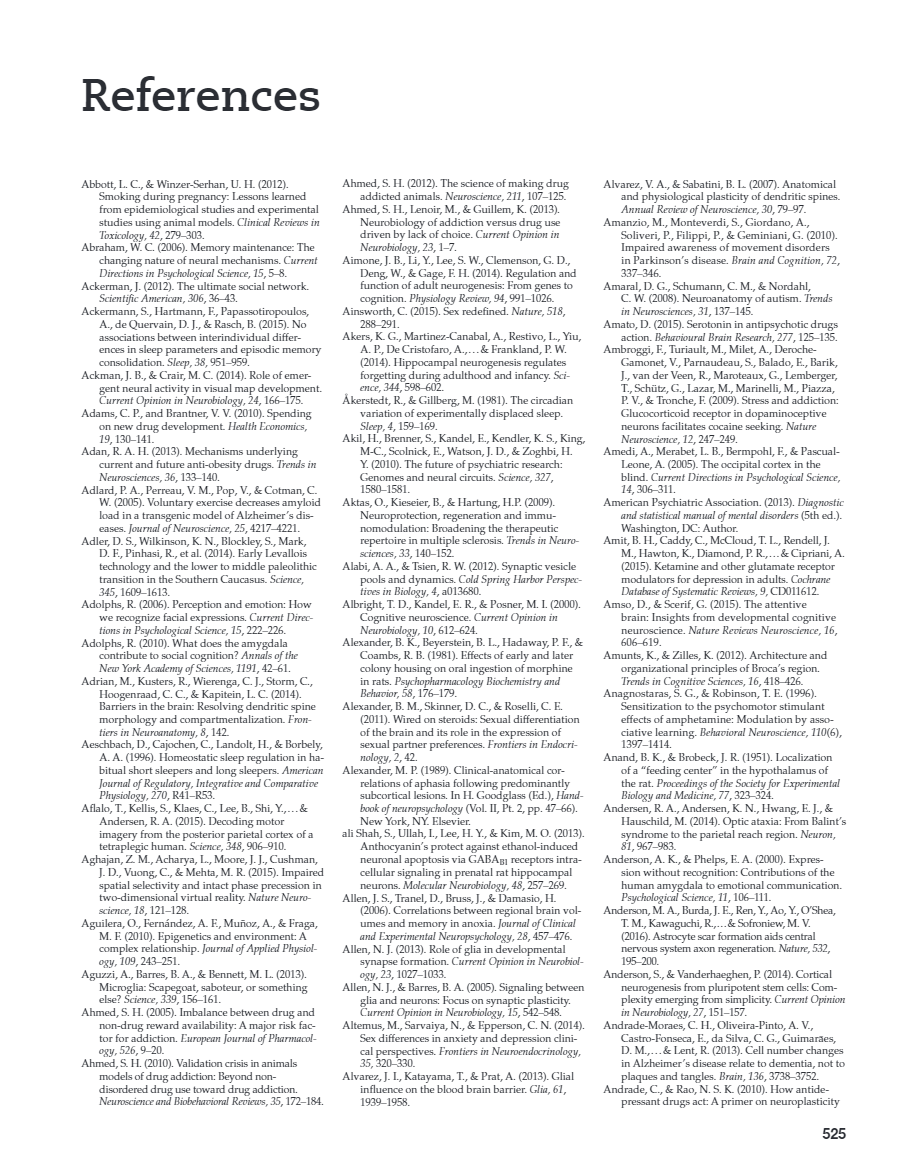 References
Abbott, L. C., & Winzer-Serhan, U. H. (2012).
Smoking during pregnancy: Lessons learned
from epidemiological studies and experimental
studies using animal models. Clinical Reviews in
Toxicology, 42, 279–303.
Abraham, W. C. (2006). Memory maintenance: The
changing nature of neural mechanisms. Current
Directions in Psychological Science, 15, 5–8.
Ackerman, J. (2012). The ultimate social network.
Scientific American, 306, 36–43.
Ackermann, S., Hartmann, F., Papassotiropoulos,
A., de Quervain, D. J., & Rasch, B. (2015). No
associations between interindividual differ-
ences in sleep parameters and episodic memory
consolidation. Sleep, 38, 951–959.
Ackman, J. B., & Crair, M. C. (2014). Role of emer-
gent neural activity in visual map development.
Current Opinion in Neurobiology, 24, 166–175.
Adams, C. P., and Brantner, V. V. (2010). Spending
on new drug development. Health Economics,
19, 130–141.
Adan, R. A. H. (2013). Mechanisms underlying
current and future anti-obesity drugs. Trends in
Neurosciences, 36, 133–140.
Adlard, P. A., Perreau, V. M., Pop, V., & Cotman, C.
W. (2005). Voluntary exercise decreases amyloid
load in a transgenic model of Alzheimer's dis-
eases. Journal of Neuroscience, 25, 4217–4221.
Adler, D. S., Wilkinson, K. N., Blockley, S., Mark,
D. F., Pinhasi, R., et al. (2014). Early Levallois
technology and the lower to middle paleolithic
transition in the Southern Caucasus. Science,
345, 1609–1613.
Adolphs, R. (2006). Perception and emotion: How
we recognize facial expressions. Current Direc-
tions in Psychological Science, 15, 222–226.
Adolphs, R. (2010). What does the amygdala
contribute to social cognition? Annals of the
New York Academy of Sciences, 1191, 42–61.
Adrian, M., Kusters, R., Wierenga, C. J., Storm, C.,
Hoogenraad, C. C., & Kapitein, L. C. (2014).
Barriers in the brain: Resolving dendritic spine
morphology and compartmentalization. Fron-
tiers in Neuroanatomy, 8, 142.
Aeschbach, D., Cajochen, C., Landolt, H., & Borbely,
A. A. (1996). Homeostatic sleep regulation in ha-
bitual short sleepers and long sleepers. American
Journal of Regulatory, Integrative and Comparative
Physiology, 270, R41–R53.
Aflalo, T., Kellis, S., Klaes, C., Lee, B., Shi, Y.,… &
Andersen, R. A. (2015). Decoding motor
imagery from the posterior parietal cortex of a
tetraplegic human. Science, 348, 906–910.
Aghajan, Z. M., Acharya, L., Moore, J. J., Cushman,
J. D., Vuong, C., & Mehta, M. R. (2015). Impaired
spatial selectivity and intact phase precession in
two-dimensional virtual reality. Nature Neuro-
science, 18, 121–128.
Aguilera, O., Fernández, A. F., Muñoz, A., & Fraga,
M. F. (2010). Epigenetics and environment: A
complex relationship. Journal of Applied Physiol-
ogy, 109, 243–251.
Aguzzi, A., Barres, B. A., & Bennett, M. L. (2013).
Microglia: Scapegoat, saboteur, or something
else? Science, 339, 156–161.
Ahmed, S. H. (2005). Imbalance between drug and
non-drug reward availability: A major risk fac-
tor for addiction. European Journal of Pharmacol-
ogy, 526, 9–20.
Ahmed, S. H. (2010). Validation crisis in animals
models of drug addiction: Beyond non-
disordered drug use toward drug addiction.
Neuroscience and Biobehavioral Reviews, 35, 172–184.
Ahmed, S. H. (2012). The science of making drug
addicted animals. Neuroscience, 211, 107–125.
Ahmed, S. H., Lenoir, M., & Guillem, K. (2013).
Neurobiology of addiction versus drug use
driven by lack of choice. Current Opinion in
Neurobiology, 23, 1–7.
Aimone, J. B., Li, Y., Lee, S. W., Clemenson, G. D.,
Deng, W., & Gage, F. H. (2014). Regulation and
function of adult neurogenesis: From genes to
cognition. Physiology Review, 94, 991–1026.
Ainsworth, C. (2015). Sex redefined. Nature, 518,
288–291.
Akers, K. G., Martinez-Canabal, A., Restivo, L., Yiu,
A. P., De Cristofaro, A.,… & Frankland, P. W.
(2014). Hippocampal neurogenesis regulates
forgetting during adulthood and infancy. Sci-
ence, 344, 598–602.
Åkerstedt, R., & Gillberg, M. (1981). The circadian
variation of experimentally displaced sleep.
Sleep, 4, 159–169.
Akil, H., Brenner, S., Kandel, E., Kendler, K. S., King,
M-C., Scolnick, E., Watson, J. D., & Zoghbi, H.
Y. (2010). The future of psychiatric research:
Genomes and neural circuits. Science, 327,
1580–1581.
Aktas, O., Kieseier, B., & Hartung, H.P. (2009).
Neuroprotection, regeneration and immu-
nomodulation: Broadening the therapeutic
repertoire in multiple sclerosis. Trends in Neuro-
sciences, 33, 140–152.
Alabi, A. A., & Tsien, R. W. (2012). Synaptic vesicle
pools and dynamics. Cold Spring Harbor Perspec-
tives in Biology, 4, a013680.
Albright, T. D., Kandel, E. R., & Posner, M. I. (2000).
Cognitive neuroscience. Current Opinion in
Neurobiology, 10, 612–624.
Alexander, B. K., Beyerstein, B. L., Hadaway, P. F., &
Coambs, R. B. (1981). Effects of early and later
colony housing on oral ingestion of morphine
in rats. Psychopharmacology Biochemistry and
Behavior, 58, 176–179.
Alexander, B. M., Skinner, D. C., & Roselli, C. E.
(2011). Wired on steroids: Sexual differentiation
of the brain and its role in the expression of
sexual partner preferences. Frontiers in Endocri-
nology, 2, 42.
Alexander, M. P. (1989). Clinical-anatomical cor-
relations of aphasia following predominantly
subcortical lesions. In H. Goodglass (Ed.), Hand-
book of neuropsychology (Vol. II, Pt. 2, pp. 47–66).
New York, NY. Elsevier.
ali Shah, S., Ullah, I., Lee, H. Y., & Kim, M. O. (2013).
Anthocyanin's protect against ethanol-induced
neuronal apoptosis via GABAB1 receptors intra-
cellular signaling in prenatal rat hippocampal
neurons. Molecular Neurobiology, 48, 257–269.
Allen, J. S., Tranel, D., Bruss, J., & Damasio, H.
(2006). Correlations between regional brain vol-
umes and memory in anoxia. Journal of Clinical
and Experimental Neuropsychology, 28, 457–476.
Allen, N. J. (2013). Role of glia in developmental
synapse formation. Current Opinion in Neurobiol-
ogy, 23, 1027–1033.
Allen, N. J., & Barres, B. A. (2005). Signaling between
glia and neurons: Focus on synaptic plasticity.
Current Opinion in Neurobiology, 15, 542–548.
Altemus, M., Sarvaiya, N., & Epperson, C. N. (2014).
Sex differences in anxiety and depression clini-
cal perspectives. Frontiers in Neuroendocrinology,
35, 320–330.
Alvarez, J. I., Katayama, T., & Prat, A. (2013). Glial
influence on the blood brain barrier. Glia, 61,
1939–1958.
Alvarez, V. A., & Sabatini, B. L. (2007). Anatomical
and physiological plasticity of dendritic spines.
Annual Review of Neuroscience, 30, 79–97.
Amanzio, M., Monteverdi, S., Giordano, A.,
Soliveri, P., Filippi, P., & Geminiani, G. (2010).
Impaired awareness of movement disorders
in Parkinson's disease. Brain and Cognition, 72,
337–346.
Amaral, D. G., Schumann, C. M., & Nordahl,
C. W. (2008). Neuroanatomy of autism. Trends
in Neurosciences, 31, 137–145.
Amato, D. (2015). Serotonin in antipsychotic drugs
action. Behavioural Brain Research, 277, 125–135.
Ambroggi, F., Turiault, M., Milet, A., Deroche-
Gamonet, V., Parnaudeau, S., Balado, E., Barik,
J., van der Veen, R., Maroteaux, G., Lemberger,
T., Schütz, G., Lazar, M., Marinelli, M., Piazza,
P. V., & Tronche, F. (2009). Stress and addiction:
Glucocorticoid receptor in dopaminoceptive
neurons facilitates cocaine seeking. Nature
Neuroscience, 12, 247–249.
Amedi, A., Merabet, L. B., Bermpohl, F., & Pascual-
Leone, A. (2005). The occipital cortex in the
blind. Current Directions in Psychological Science,
14, 306–311.
American Psychiatric Association. (2013). Diagnostic
and statistical manual of mental disorders (5th ed.).
Washington, DC: Author.
Amit, B. H., Caddy, C., McCloud, T. L., Rendell, J.
M., Hawton, K., Diamond, P. R.,… & Cipriani, A.
(2015). Ketamine and other glutamate receptor
modulators for depression in adults. Cochrane
Database of Systematic Reviews, 9, CD011612.
Amso, D., & Scerif, G. (2015). The attentive
brain: Insights from developmental cognitive
neuroscience. Nature Reviews Neuroscience, 16,
606–619.
Amunts, K., & Zilles, K. (2012). Architecture and
organizational principles of Broca's region.
Trends in Cognitive Sciences, 16, 418–426.
Anagnostaras, S. G., & Robinson, T. E. (1996).
Sensitization to the psychomotor stimulant
effects of amphetamine: Modulation by asso-
ciative learning. Behavioral Neuroscience, 110(6),
1397–1414.
Anand, B. K., & Brobeck, J. R. (1951). Localization
of a “feeding center” in the hypothalamus of
the rat. Proceedings of the Society for Experimental
Biology and Medicine, 77, 323–324.
Andersen, R. A., Andersen, K. N., Hwang, E. J., &
Hauschild, M. (2014). Optic ataxia: From Balint's
syndrome to the parietal reach region. Neuron,
81, 967–983.
Anderson, A. K., & Phelps, E. A. (2000). Expres-
sion without recognition: Contributions of the
human amygdala to emotional communication.
Psychological Science, 11, 106–111.
Anderson, M. A., Burda, J. E., Ren, Y., Ao, Y., O'Shea,
T. M., Kawaguchi, R.,… & Sofroniew, M. V.
(2016). Astrocyte scar formation aids central
nervous system axon regeneration. Nature, 532,
195–200.
Anderson, S., & Vanderhaeghen, P. (2014). Cortical
neurogenesis from pluripotent stem cells: Com-
plexity emerging from simplicity. Current Opinion
in Neurobiology, 27, 151–157.
Andrade-Moraes, C. H., Oliveira-Pinto, A. V.,
Castro-Fonseca, E., da Silva, C. G., Guimarães,
D. M.,… & Lent, R. (2013). Cell number changes
in Alzheimer's disease relate to dementia, not to
plaques and tangles. Brain, 136, 3738–3752.
Andrade, C., & Rao, N. S. K. (2010). How antide-
pressant drugs act: A primer on neuroplasticity
525